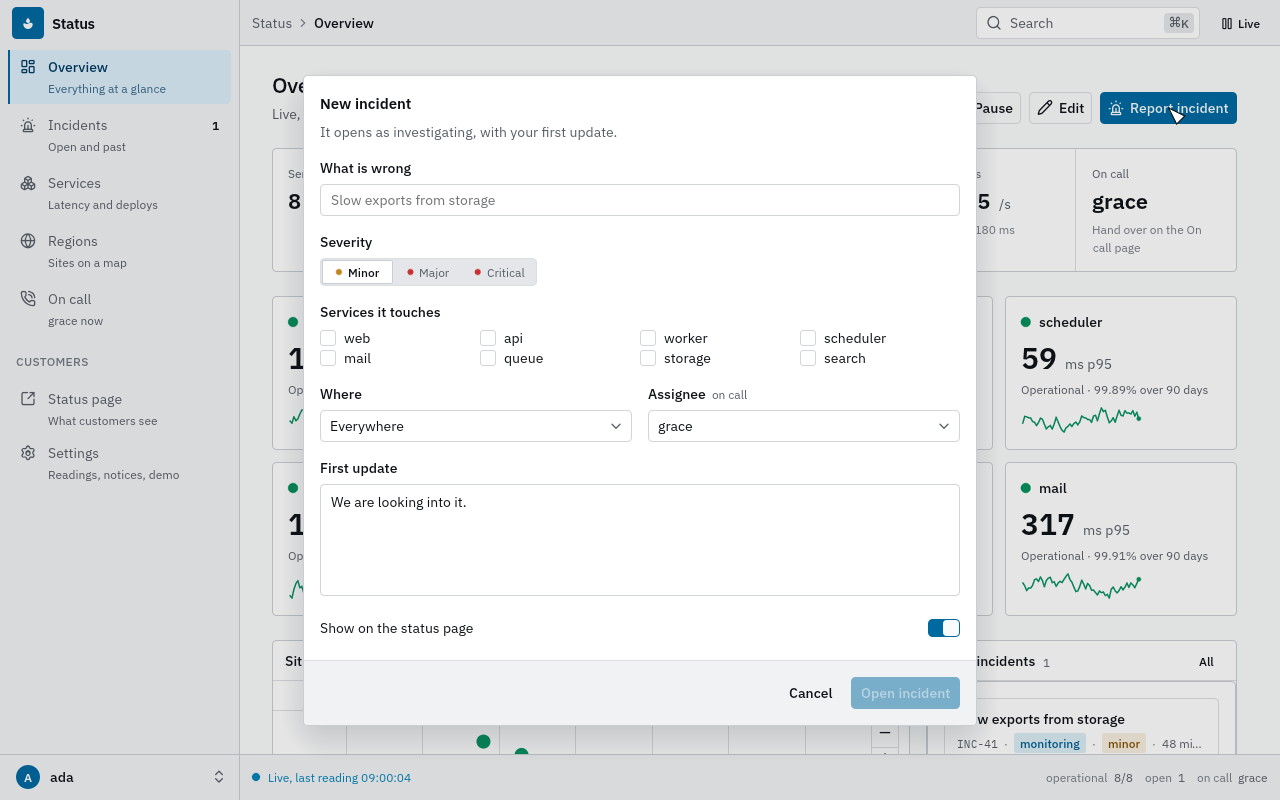 Status
Status > Overview
Search
⌘K
Live
Overview
Everything at a glance
Incidents
1
Open and past
Services
Latency and deploys
Regions
Sites on a map
On call
grace now
CUSTOMERS
Status page
What customers see
Settings
Readings, notices, demo
A
ada
Pause
Edit
Report incident
Live,
New incident
It opens as investigating, with your first update.
What is wrong
Slow exports from storage
Severity
Minor
Major
Critical
Services it touches
web
api
worker
scheduler
mail
queue
storage
search
Where
Assignee on call
Everywhere
grace
First update
We are looking into it.
Show on the status page
Cancel
Open incident
8
5 /s
180 ms
On call
grace
Hand over on the On
call page
scheduler
59 ms p95
Operational · 99.89% over 90 days
mail
317 ms p95
Operational · 99.91% over 90 days
incidents 1
All
exports from storage
INC-41 · monitoring · minor · 48 mi…
Live, last reading 09:00:04
operational 8/8
open 1
on call grace